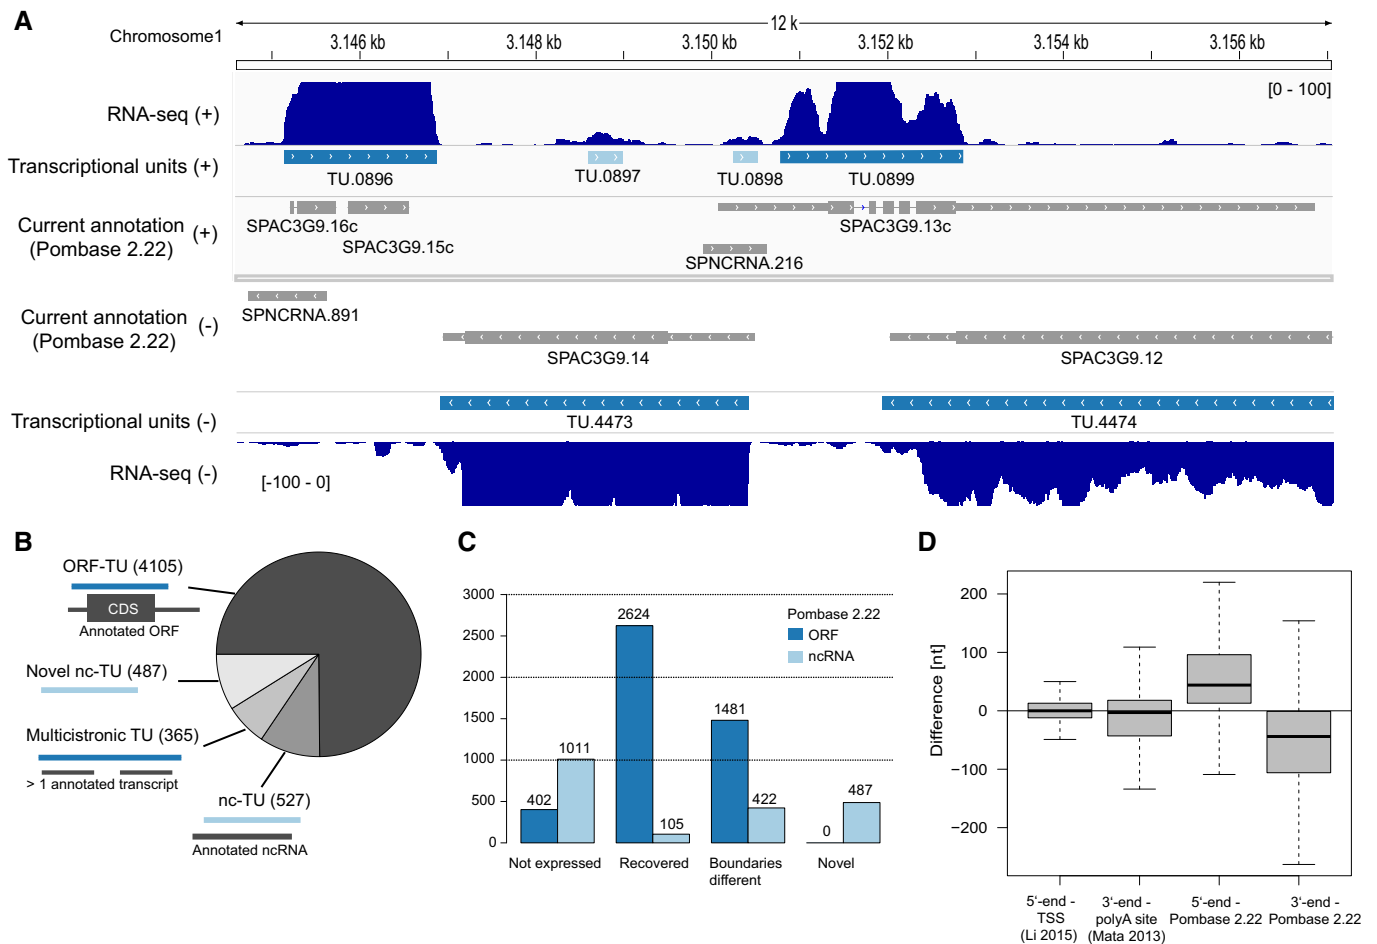 A
Chromosome1
12 k
3.146 kb
3.148 kb
3.150 kb
3.152 kb
3.154 kb
3.156 kb
RNA-seq (+)
[0 - 100]
Transcriptional units (+)
TU.0896
TU.0897
TU.0898
TU.0899
Current annotation
(Pombase 2.22)
(+)
SPAC3G9.16c
SPAC3G9.15c
SPAC3G9.13c
SPNCRNA.216
Current annotation
(Pombase 2.22)
(-)
SPNCRNA.891
SPAC3G9.14
SPAC3G9.12
Transcriptional units (-)
TU.4473
TU.4474
RNA-seq (-)
[-100 - 0]
B
ORF-TU (4105)
CDS
Annotated ORF
Novel nc-TU (487)
Multicistronic TU (365)
> 1 annotated transcript
nc-TU (527)
Annotated ncRNA
C
3000
2500
2000
1500
1000
500
0
Pombase 2.22
ORF
ncRNA
402
1011
2624
105
1481
422
0
487
Not expressed
Recovered
Boundaries
different
Novel
D
Difference [nt]
200
100
0
−100
−200
5'-end -
TSS
(Li 2015)
3'-end -
polyA site
(Mata 2013)
5'-end -
Pombase 2.22
3'-end -
Pombase 2.22